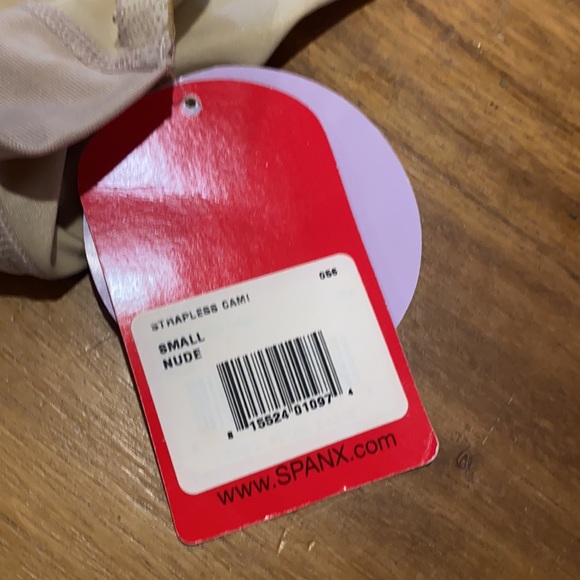 STRAPLESS CAMI
056
SMALL
NUDE
8 15524 01097 4
www.SPANX.com